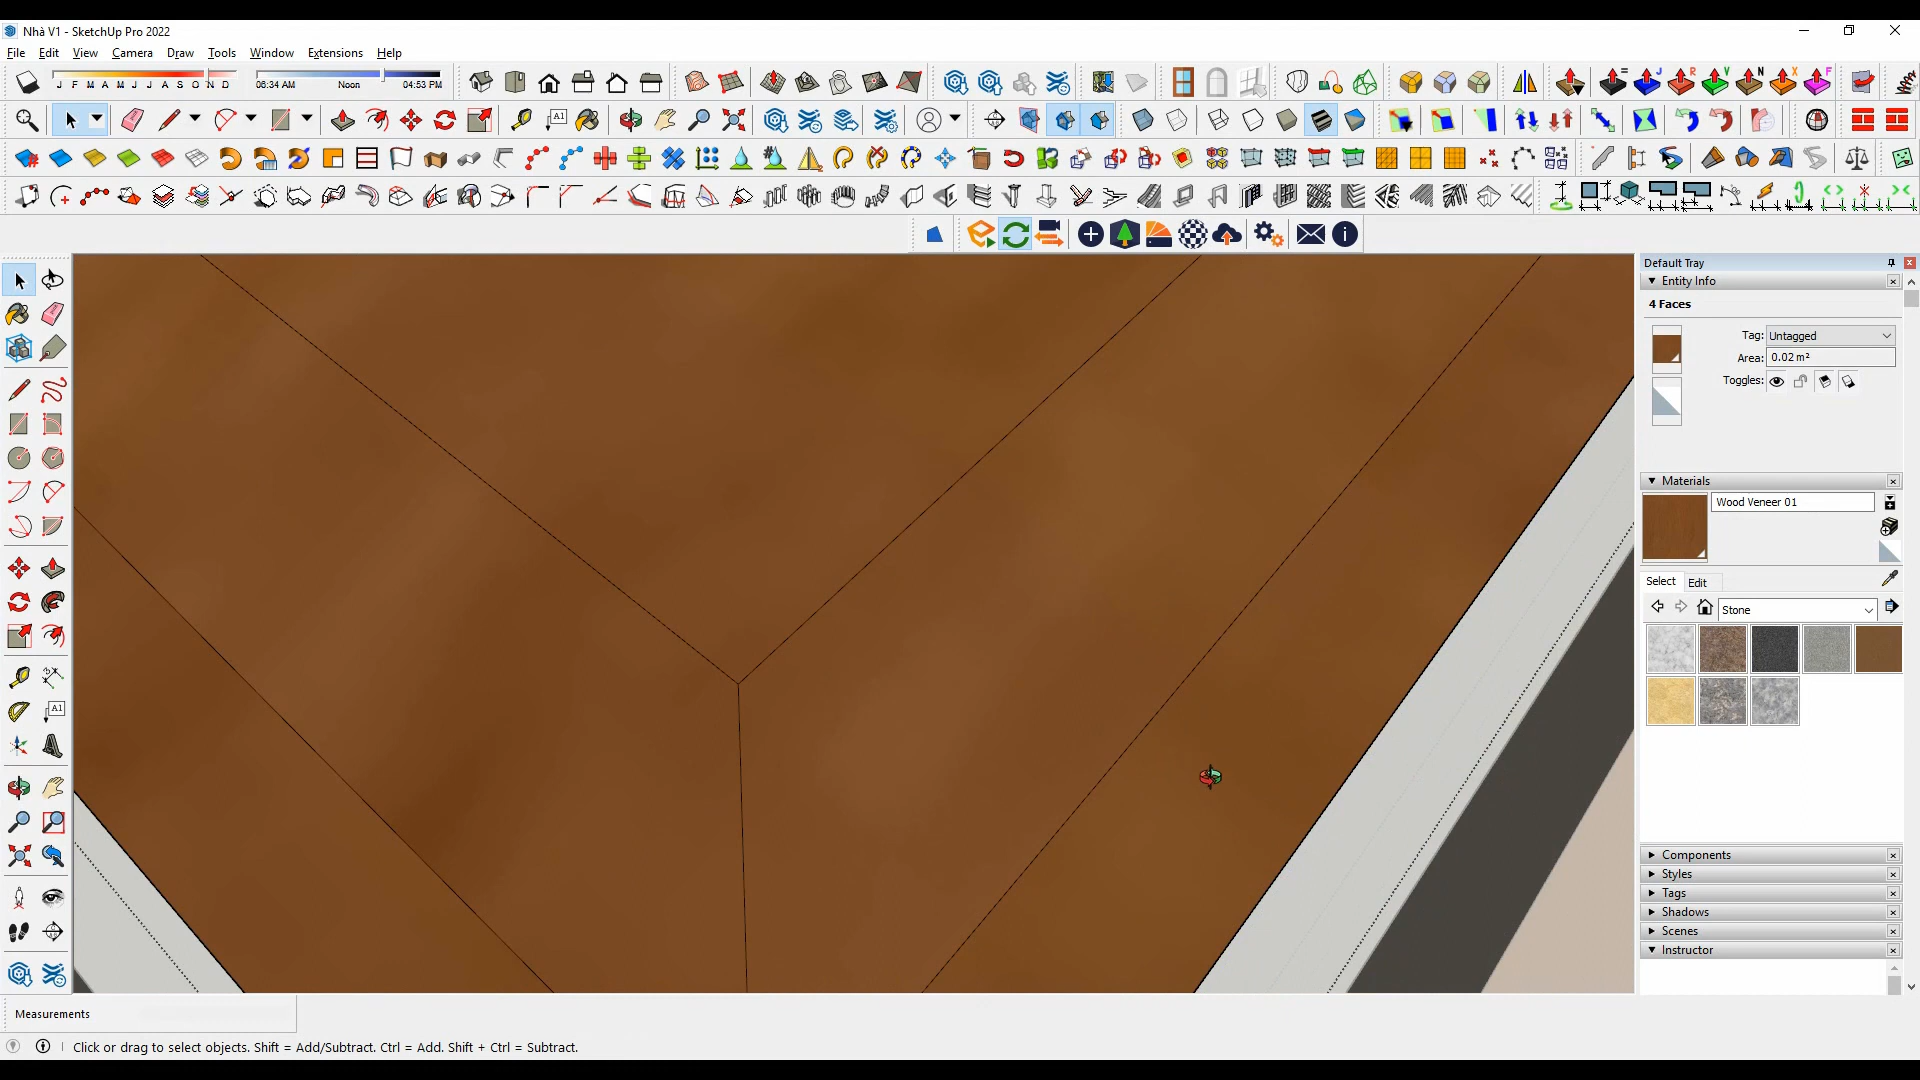 Nhà V1 - SketchUp Pro 2022
File Edit View Camera Draw Tools Window Extensions Help
J F M A M J J A S O N D
06:34 AM Noon 04:53 PM
Default Tray
Entity Info
4 Faces
Tag: Untagged
Area: 0.02 m²
Toggles:
Materials
Wood Veneer 01
Select Edit
Stone
Components
Styles
Tags
Shadows
Scenes
Instructor
Measurements
Click or drag to select objects. Shift = Add/Subtract. Ctrl = Add. Shift + Ctrl = Subtract.